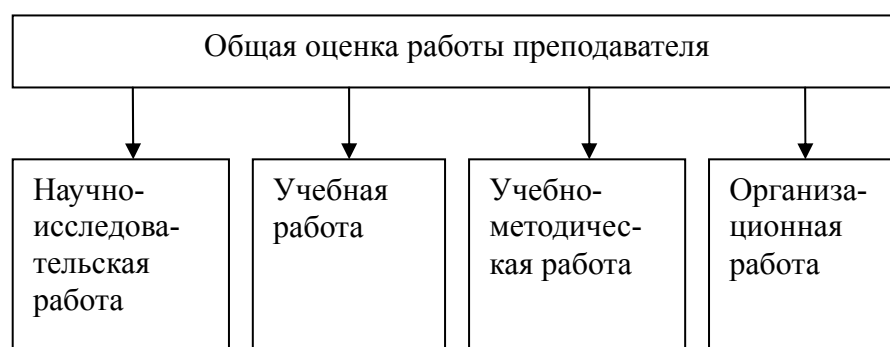 Общая оценка работы преподавателя
Научно-
исследова-
тельская
работа
Учебная
работа
Учебно-
методичес-
кая работа
Организа-
ционная
работа